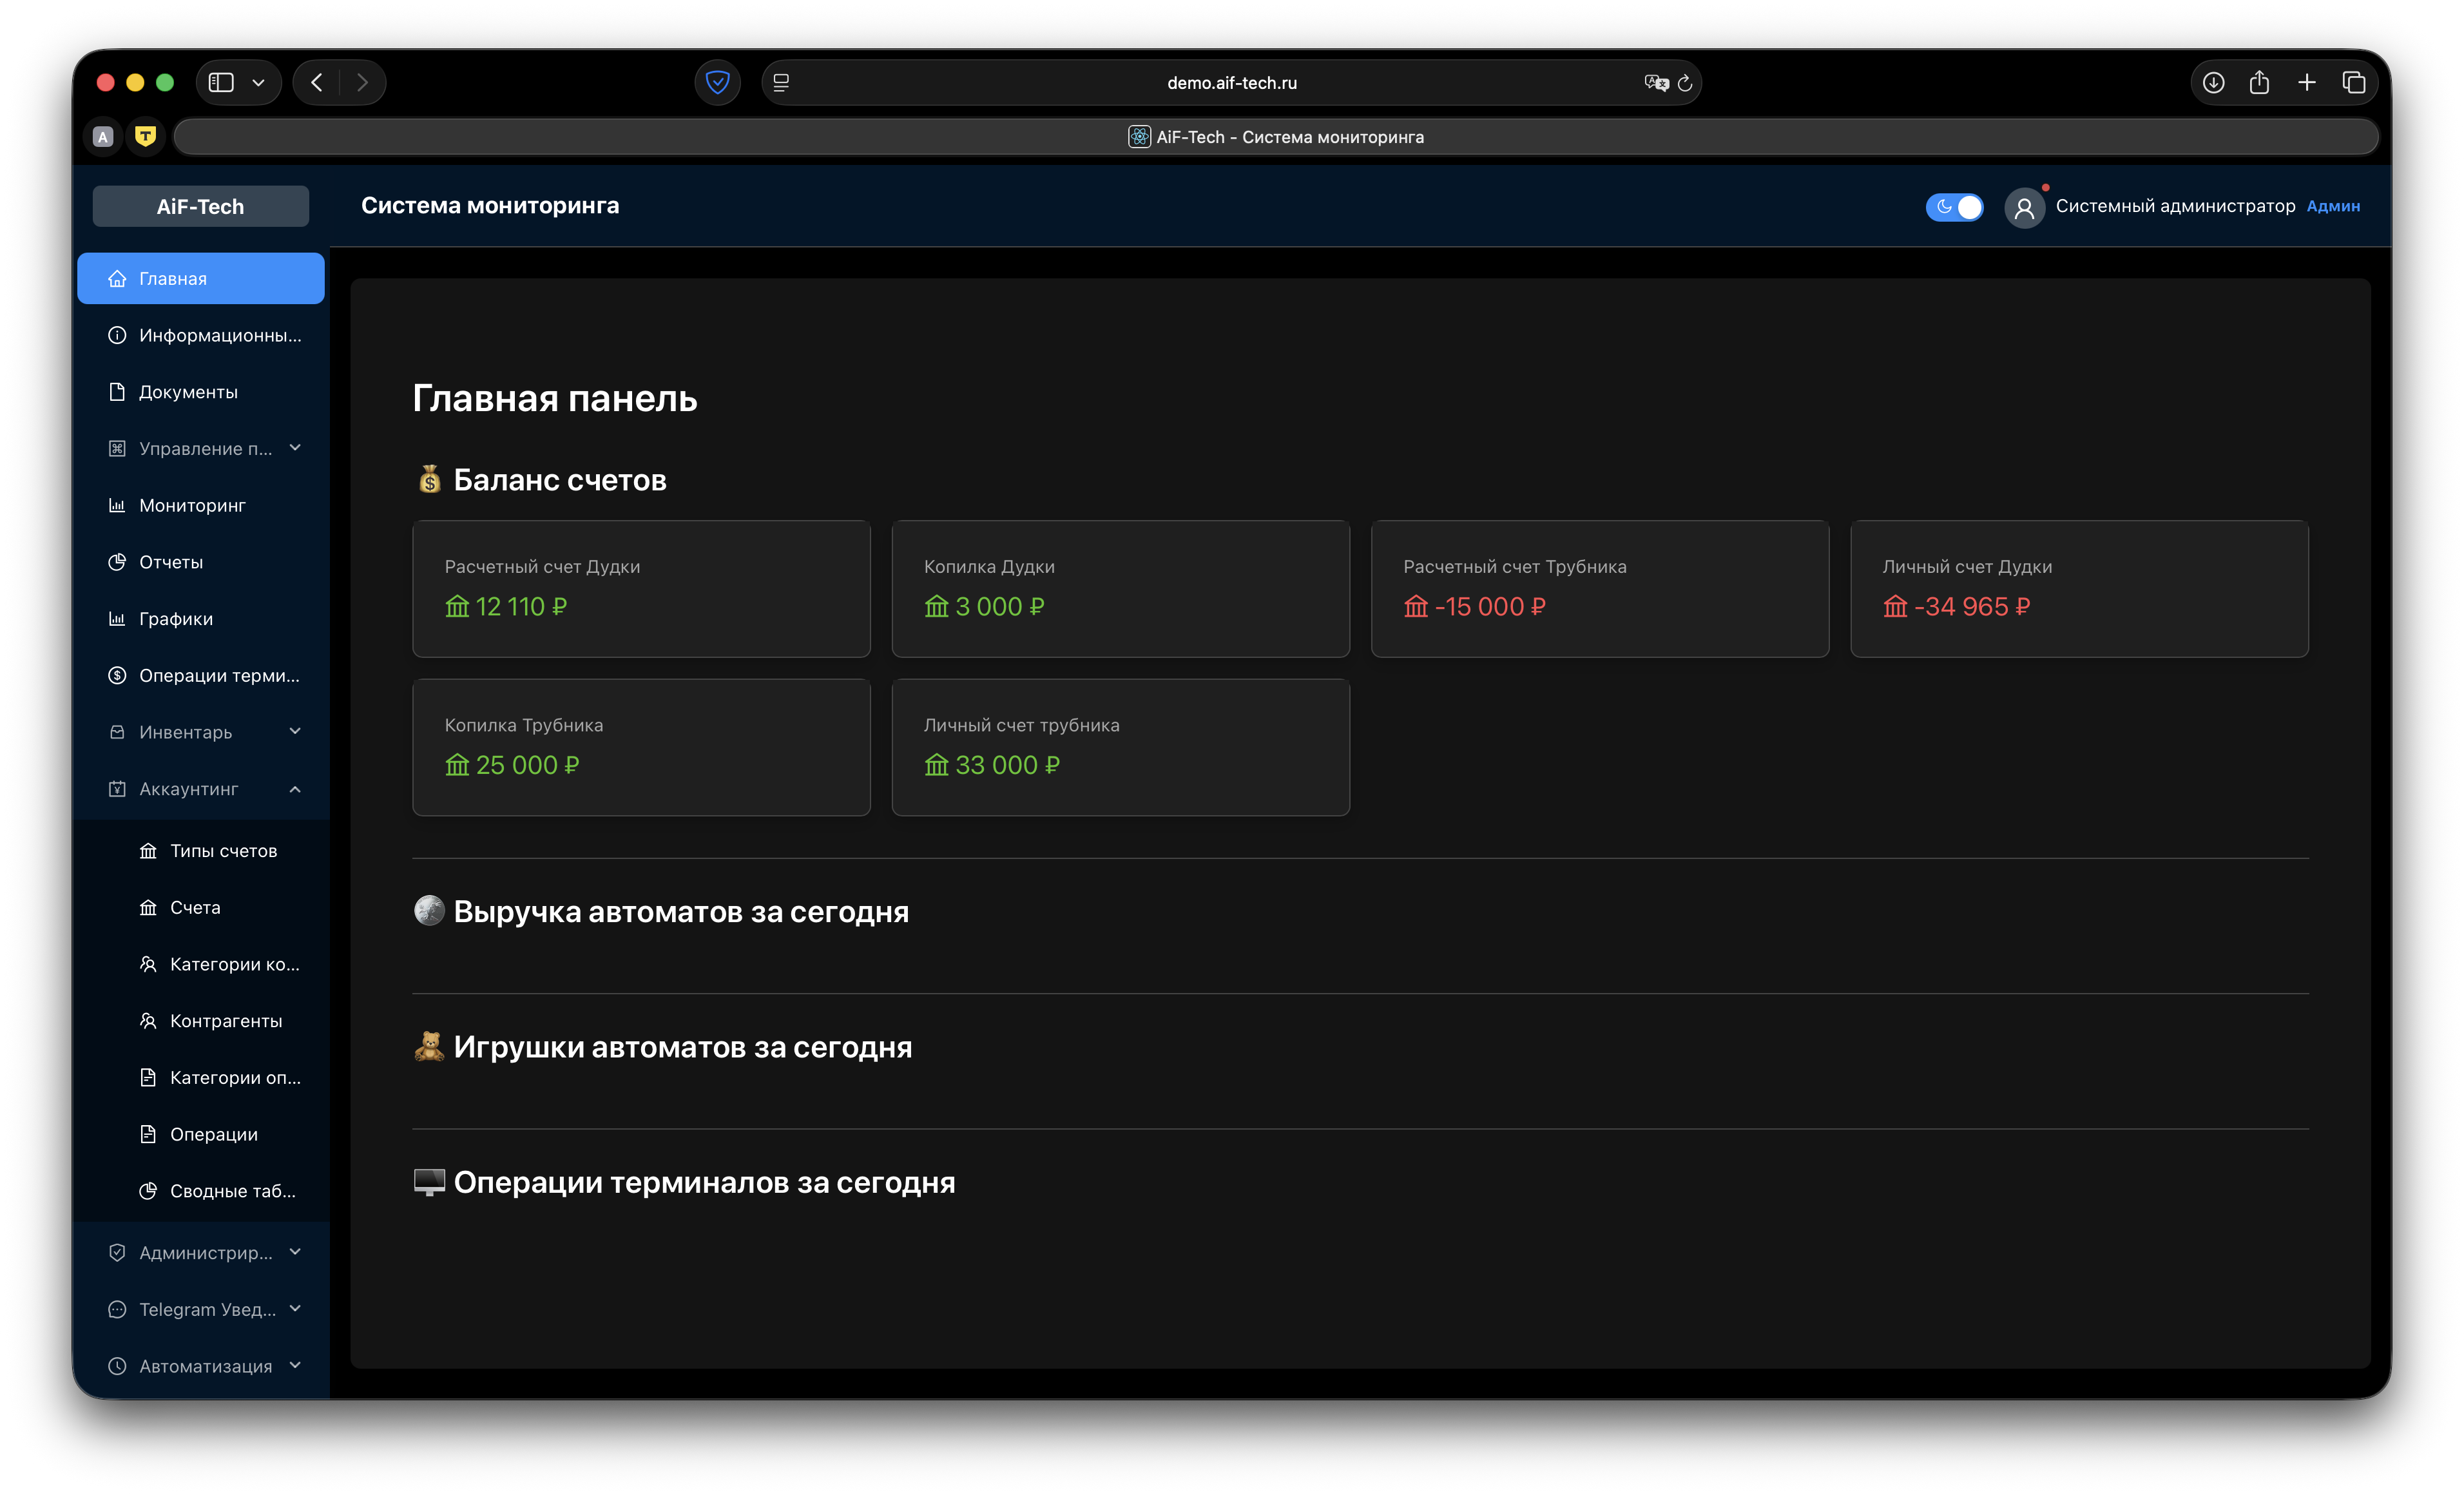 demo.aif-tech.ru
A
T
AiF-Tech - Система мониторинга
AiF-Tech
Система мониторинга
Системный администратор Админ
Главная
Информационны...
Документы
Управление п...
Мониторинг
Отчеты
Графики
Операции терми...
Инвентарь
Аккаунтинг
Типы счетов
Счета
Категории ко...
Контрагенты
Категории оп...
Операции
Сводные таб...
Администрир...
Telegram Увед...
Автоматизация
Главная панель
Баланс счетов
Расчетный счет Дудки
12 110 ₽
Копилка Дудки
3 000 ₽
Расчетный счет Трубника
-15 000 ₽
Личный счет Дудки
-34 965 ₽
Копилка Трубника
25 000 ₽
Личный счет трубника
33 000 ₽
Выручка автоматов за сегодня
Игрушки автоматов за сегодня
Операции терминалов за сегодня